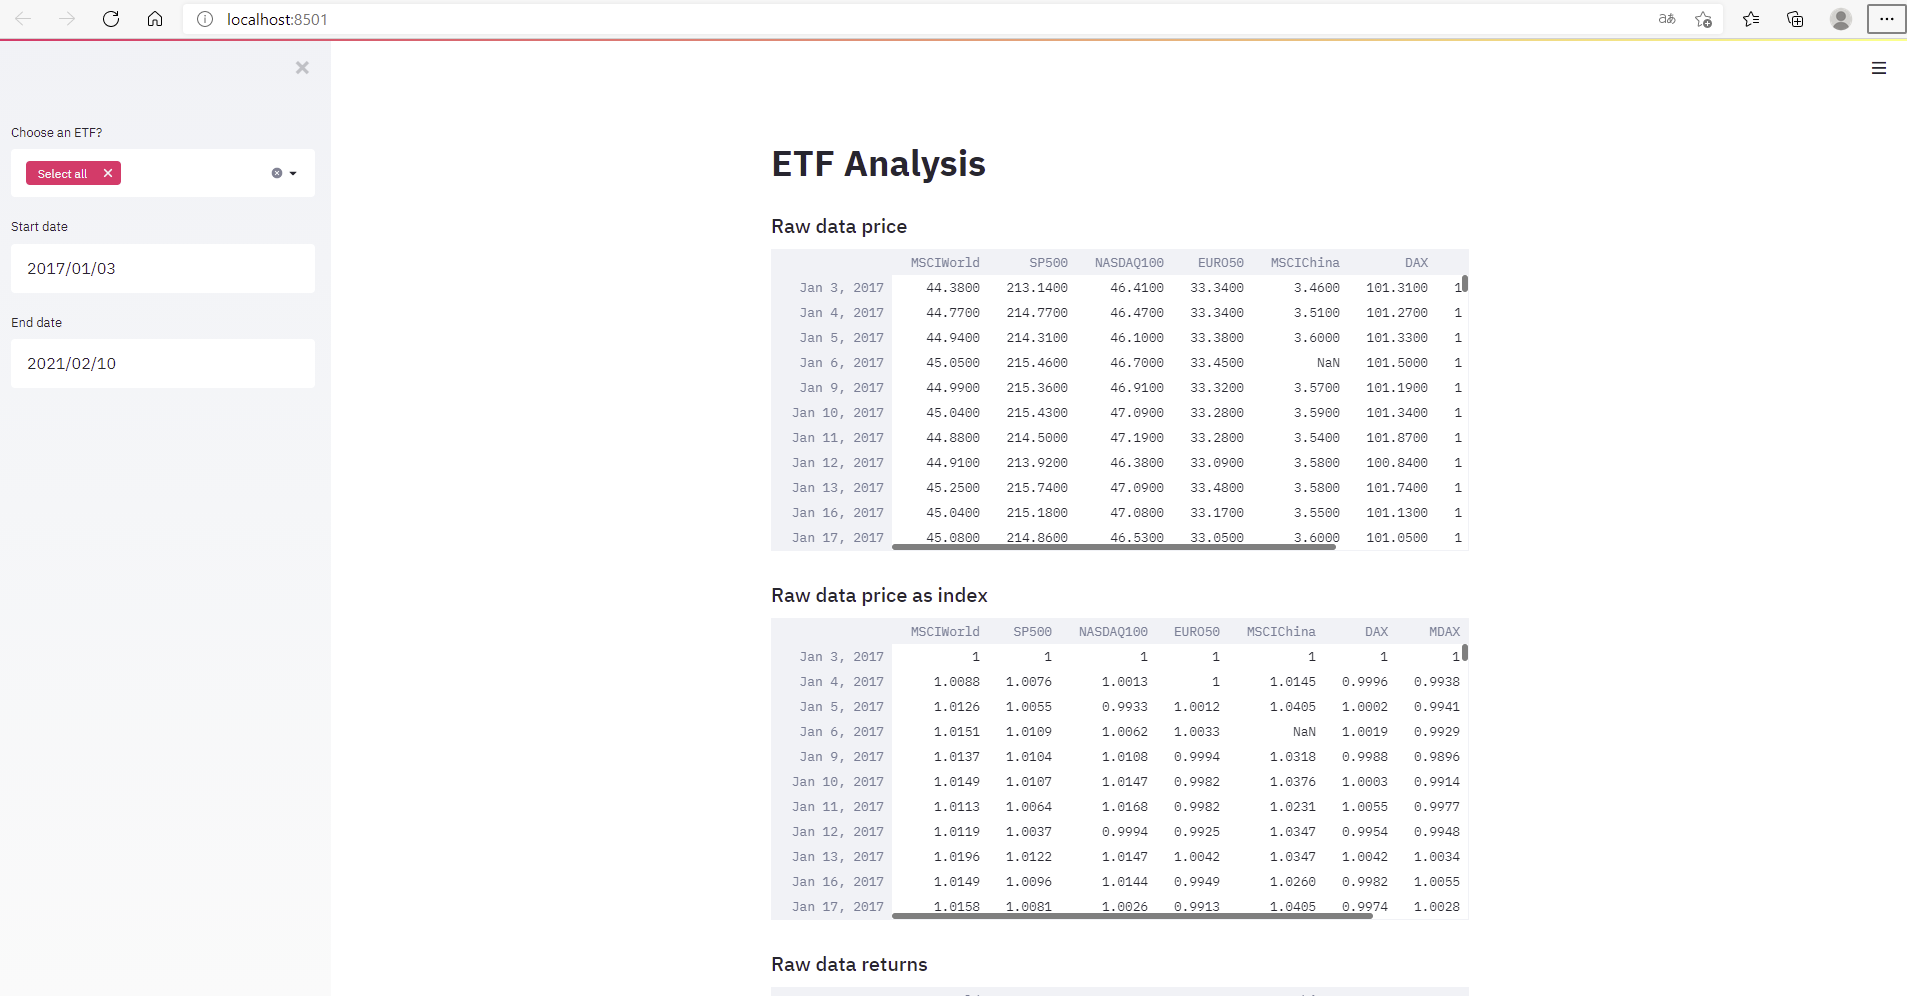 localhost:8501
aあ
Choose an ETF?
Select all
Start date
2017/01/03
End date
2021/02/10
ETF Analysis
Raw data price
MSCIWorld SP500 NASDAQ100 EURO50 MSCIChina DAX
Jan 3, 2017 44.3800 213.1400 46.4100 33.3400 3.4600 101.3100 1
Jan 4, 2017 44.7700 214.7700 46.4700 33.3400 3.5100 101.2700 1
Jan 5, 2017 44.9400 214.3100 46.1000 33.3800 3.6000 101.3300 1
Jan 6, 2017 45.0500 215.4600 46.7000 33.4500 NaN 101.5000 1
Jan 9, 2017 44.9900 215.3600 46.9100 33.3200 3.5700 101.1900 1
Jan 10, 2017 45.0400 215.4300 47.0900 33.2800 3.5900 101.3400 1
Jan 11, 2017 44.8800 214.5000 47.1900 33.2800 3.5400 101.8700 1
Jan 12, 2017 44.9100 213.9200 46.3800 33.0900 3.5800 100.8400 1
Jan 13, 2017 45.2500 215.7400 47.0900 33.4800 3.5800 101.7400 1
Jan 16, 2017 45.0400 215.1800 47.0800 33.1700 3.5500 101.1300 1
Jan 17, 2017 45.0800 214.8600 46.5300 33.0500 3.6000 101.0500 1
Raw data price as index
MSCIWorld SP500 NASDAQ100 EURO50 MSCIChina DAX MDAX
Jan 3, 2017 1 1 1 1 1 1 1
Jan 4, 2017 1.0088 1.0076 1.0013 1 1.0145 0.9996 0.9938
Jan 5, 2017 1.0126 1.0055 0.9933 1.0012 1.0405 1.0002 0.9941
Jan 6, 2017 1.0151 1.0109 1.0062 1.0033 NaN 1.0019 0.9929
Jan 9, 2017 1.0137 1.0104 1.0108 0.9994 1.0318 0.9988 0.9896
Jan 10, 2017 1.0149 1.0107 1.0147 0.9982 1.0376 1.0003 0.9914
Jan 11, 2017 1.0113 1.0064 1.0168 0.9982 1.0231 1.0055 0.9977
Jan 12, 2017 1.0119 1.0037 0.9994 0.9925 1.0347 0.9954 0.9948
Jan 13, 2017 1.0196 1.0122 1.0147 1.0042 1.0347 1.0042 1.0034
Jan 16, 2017 1.0149 1.0096 1.0144 0.9949 1.0260 0.9982 1.0055
Jan 17, 2017 1.0158 1.0081 1.0026 0.9913 1.0405 0.9974 1.0028
Raw data returns